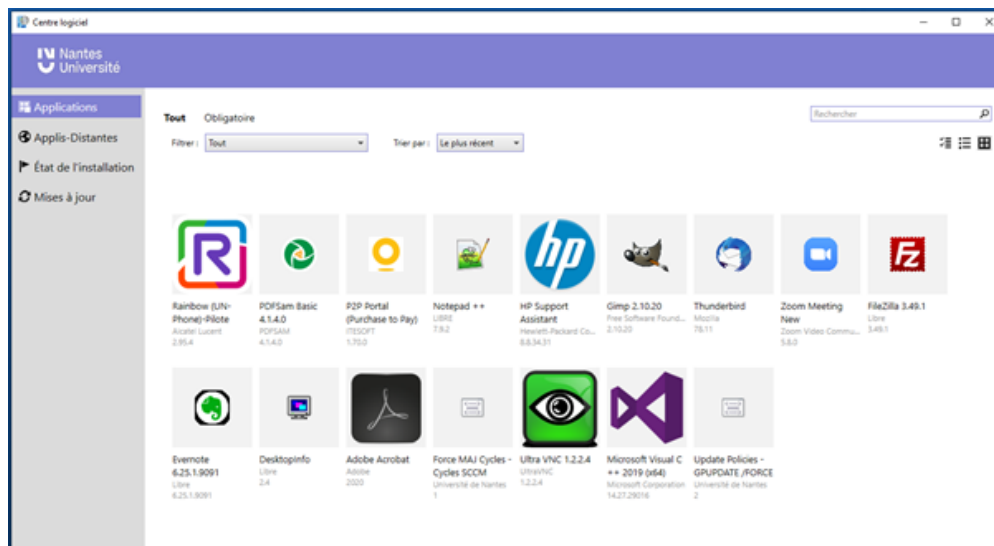 Centre logiciel
Nantes
Université
Applications
Applis-Distantes
État de l'installation
Mises à jour
Tout Obligatoire
Rechercher
Filtrer : Tout Trier par : Le plus récent
R
hp
FZ
Rainbow (UN-
Phone)-Pilote
Alcatel Lucent
2.95.4
PDFSam Basic
4.1.4.0
PDFSAM
4.1.4.0
P2P Portal
(Purchase to Pay)
ITESOFT
1.70.0
Notepad ++
LIBRE
7.9.2
HP Support
Assistant
Hewlett-Packard Co...
8.8.34.31
Gimp 2.10.20
Free Software Found...
2.10.20
Thunderbird
Mozilla
78.11
Zoom Meeting
New
Zoom Video Commu...
5.8.0
FileZilla 3.49.1
Libre
3.49.1
Evernote
6.25.1.9091
Libre
6.25.1.9091
DesktopInfo
Libre
2.4
Adobe Acrobat
Adobe
2020
Force MAJ Cycles -
Cycles SCCM
Université de Nantes
1
Ultra VNC 1.2.2.4
UltraVNC
1.2.2.4
Microsoft Visual C
++ 2019 (x64)
Microsoft Corporation
14.27.29016
Update Policies -
GPUPDATE /FORCE
Université de Nantes
2